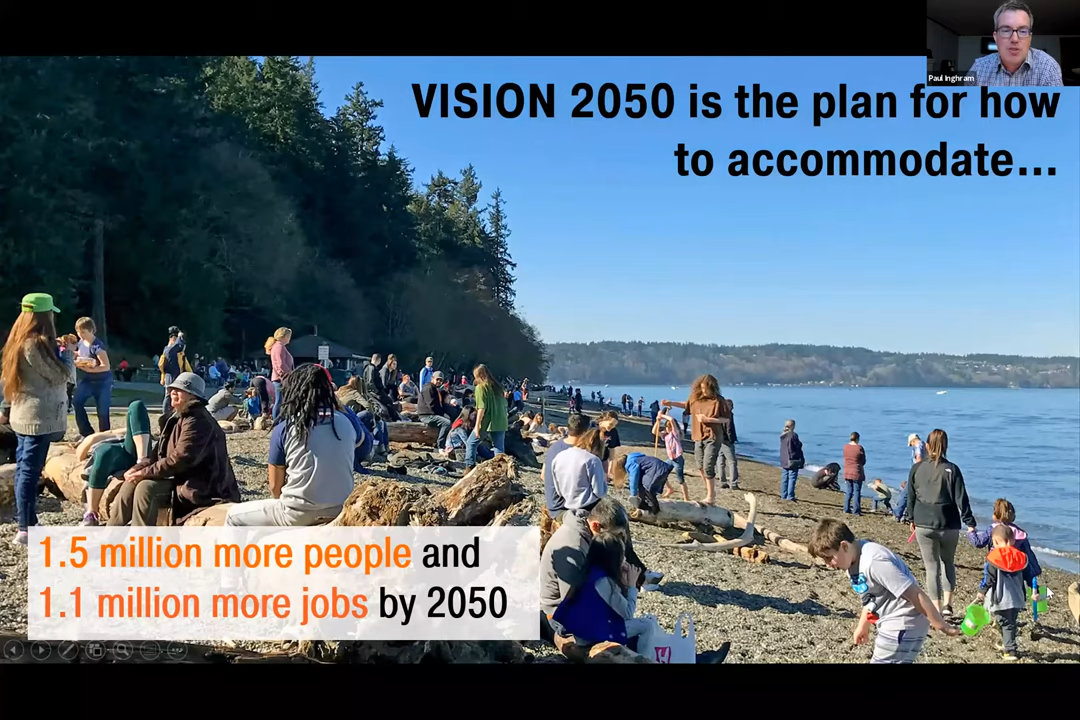 Paul Inghram
VISION 2050 is the plan for how
to accommodate...
1.5 million more people and
1.1 million more jobs by 2050